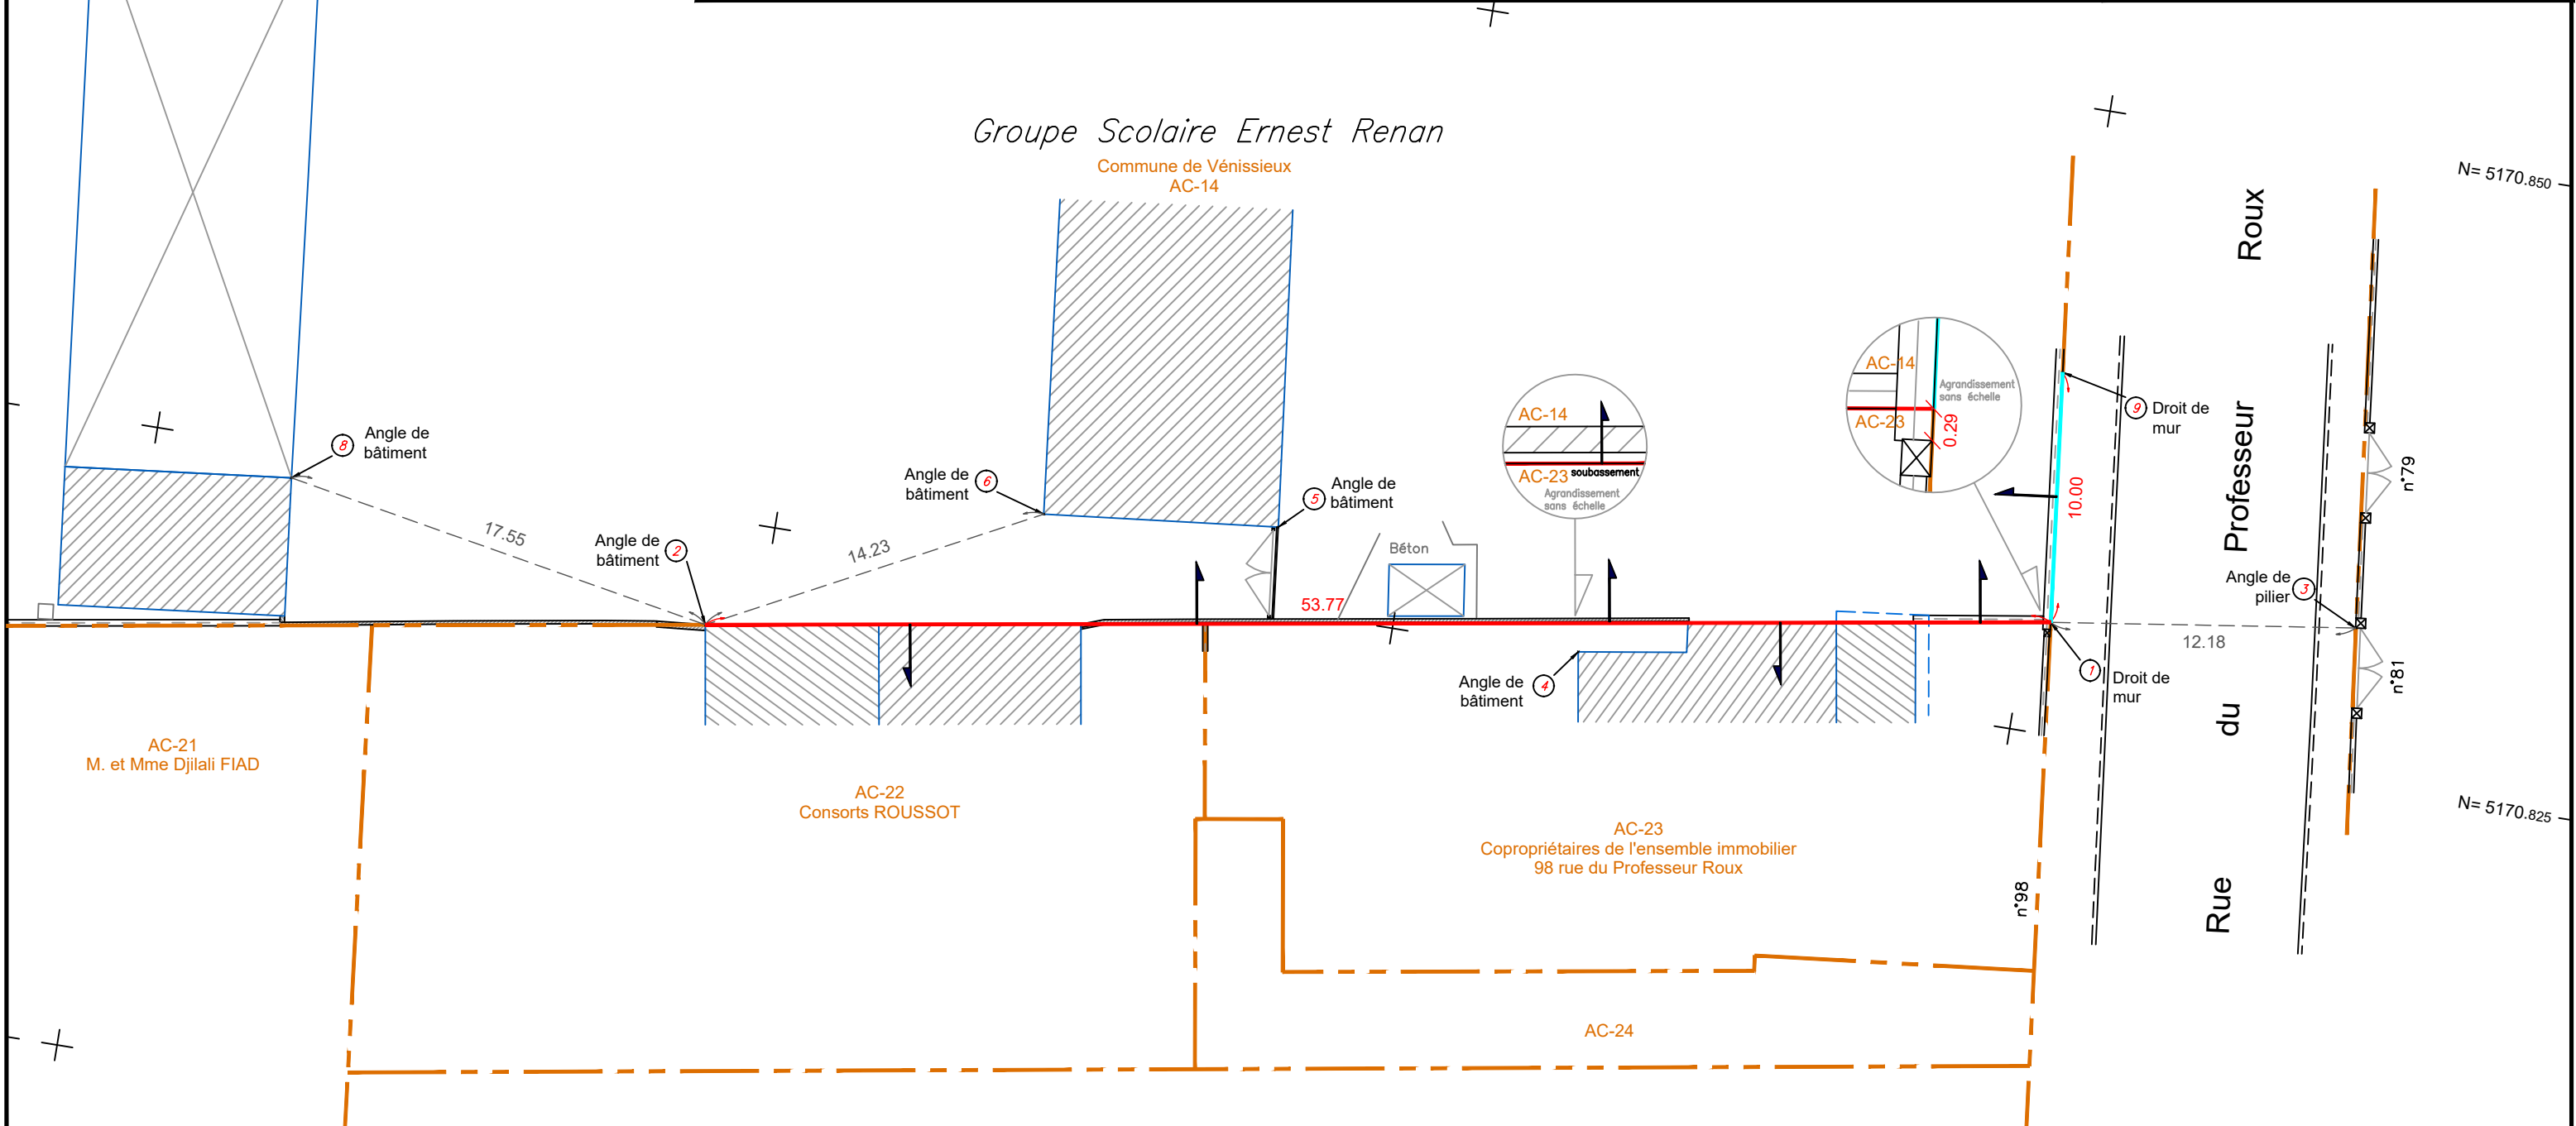 Groupe Scolaire Ernest Renan
Commune de Vénissieux
AC-14
N= 5170.850
Roux
Professeur
du
Rue
AC-14
Agrandissement
sans échelle
AC-23
0.29
AC-14
AC-23 soubassement
Agrandissement
sans échelle
9 Droit de
mur
10.00
n°79
8 Angle de
bâtiment
Angle de
bâtiment 6
5 Angle de
bâtiment
17.55
14.23
Angle de
bâtiment 2
Béton
53.77
Angle de
pilier 3
12.18
1 Droit de
mur
n°81
Angle de
bâtiment 4
AC-21
M. et Mme Djilali FIAD
AC-22
Consorts ROUSSOT
AC-23
Copropriétaires de l'ensemble immobilier
98 rue du Professeur Roux
N= 5170.825
n°98
AC-24